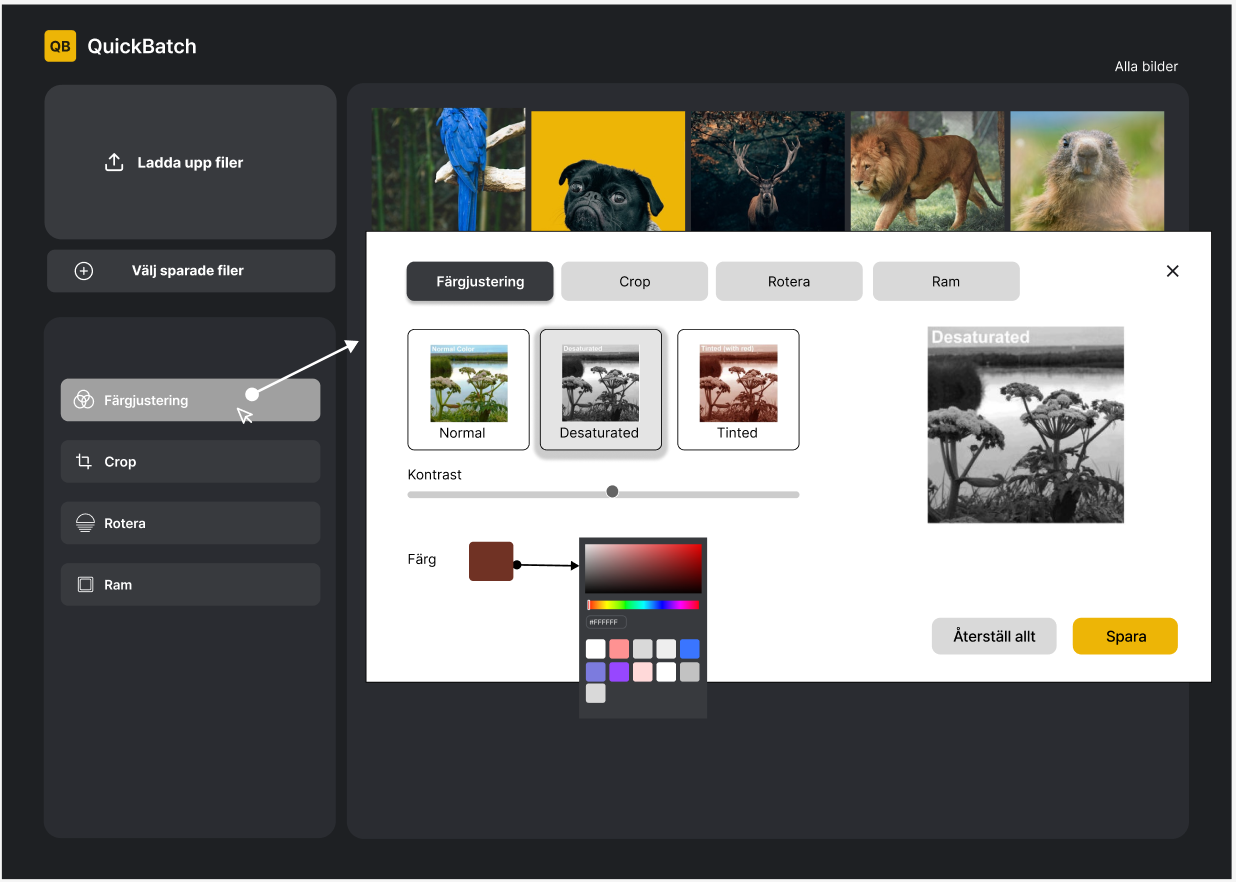 QB QuickBatch
Alla bilder
Ladda upp filer
Välj sparade filer
Färgjustering
Crop
Rotera
Ram
Färgjustering Crop Rotera Ram
Normal Color
Desaturated
Tinted (with red)
Normal Desaturated Tinted
Desaturated
Kontrast
Färg
#FFFFFF
Återställ allt Spara